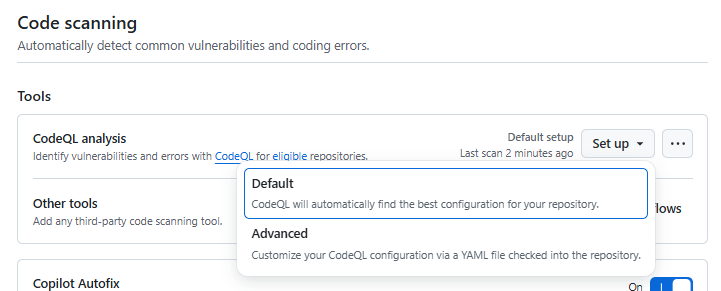 Code scanning
Automatically detect common vulnerabilities and coding errors.
Tools
CodeQL analysis
Identify vulnerabilities and errors with CodeQL for eligible repositories.
Default setup
Last scan 2 minutes ago
Set up
Default
CodeQL will automatically find the best configuration for your repository.
Advanced
Customize your CodeQL configuration via a YAML file checked into the repository.
Other tools
Add any third-party code scanning tool.
Copilot Autofix
On